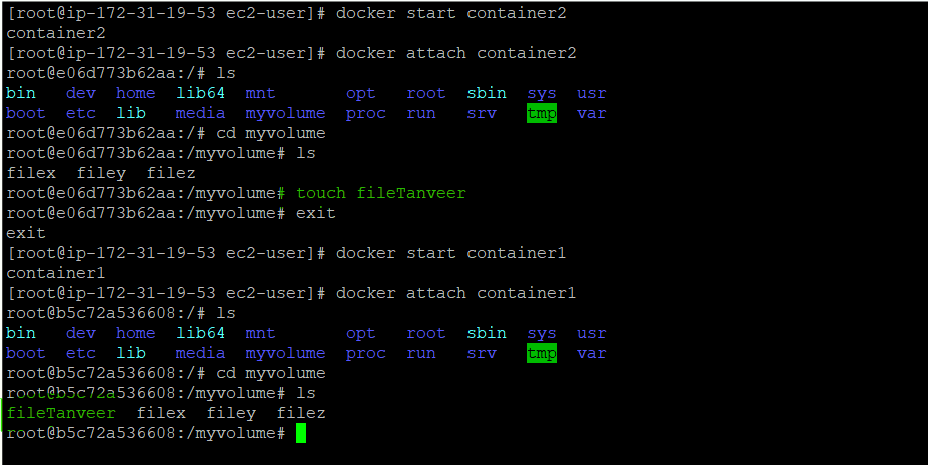 [root@ip-172-31-19-53 ec2-user]# docker start container2
container2
[root@ip-172-31-19-53 ec2-user]# docker attach container2
root@e06d773b62aa:/# ls
bin   dev  home  lib64  mnt       opt   root  sbin  sys  usr
boot  etc  lib   media  myvolume  proc  run   srv   tmp  var
root@e06d773b62aa:/# cd myvolume
root@e06d773b62aa:/myvolume# ls
filex  filey  filez
root@e06d773b62aa:/myvolume# touch fileTanveer
root@e06d773b62aa:/myvolume# exit
exit
[root@ip-172-31-19-53 ec2-user]# docker start container1
container1
[root@ip-172-31-19-53 ec2-user]# docker attach container1
root@b5c72a536608:/# ls
bin   dev  home  lib64  mnt       opt   root  sbin  sys  usr
boot  etc  lib   media  myvolume  proc  run   srv   tmp  var
root@b5c72a536608:/# cd myvolume
root@b5c72a536608:/myvolume# ls
fileTanveer  filex  filey  filez
root@b5c72a536608:/myvolume#